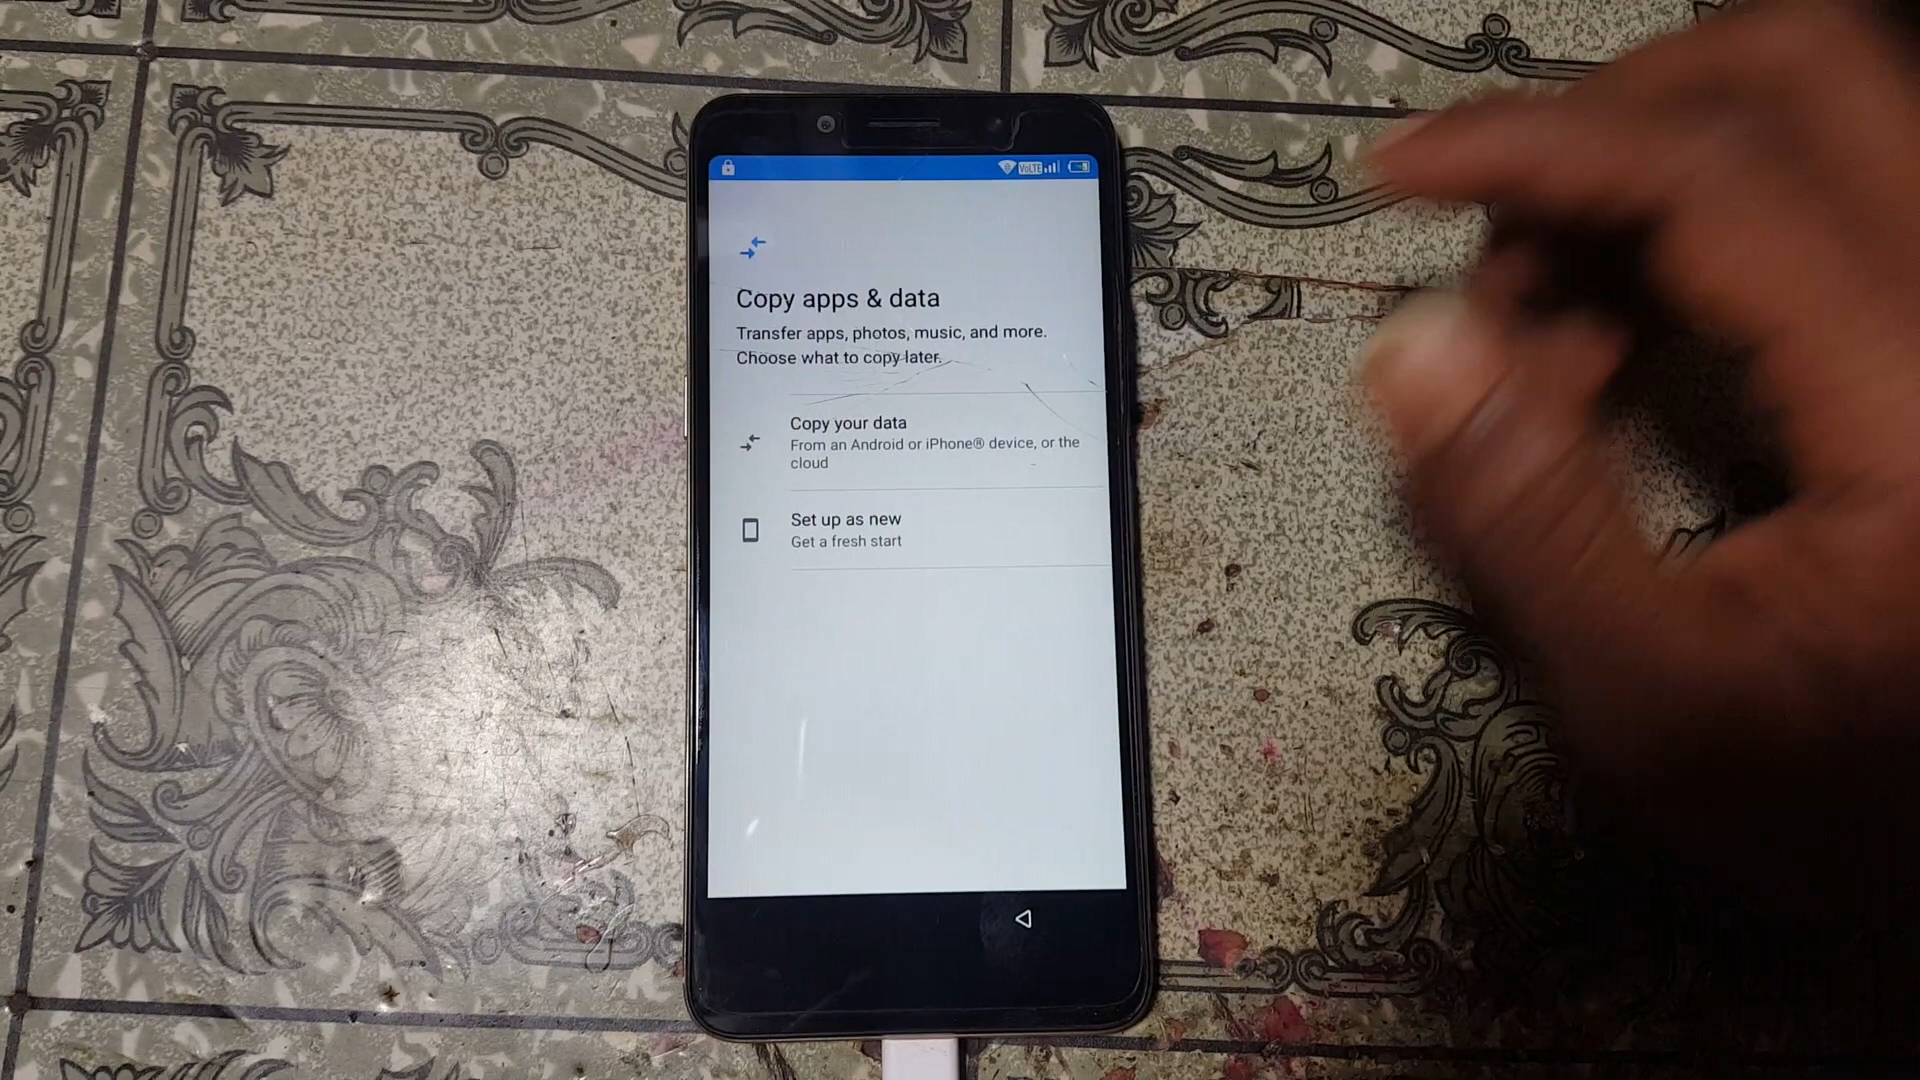 VoLTE
Copy apps & data
Transfer apps, photos, music, and more.
Choose what to copy later.
Copy your data
From an Android or iPhone® device, or the
cloud
Set up as new
Get a fresh start